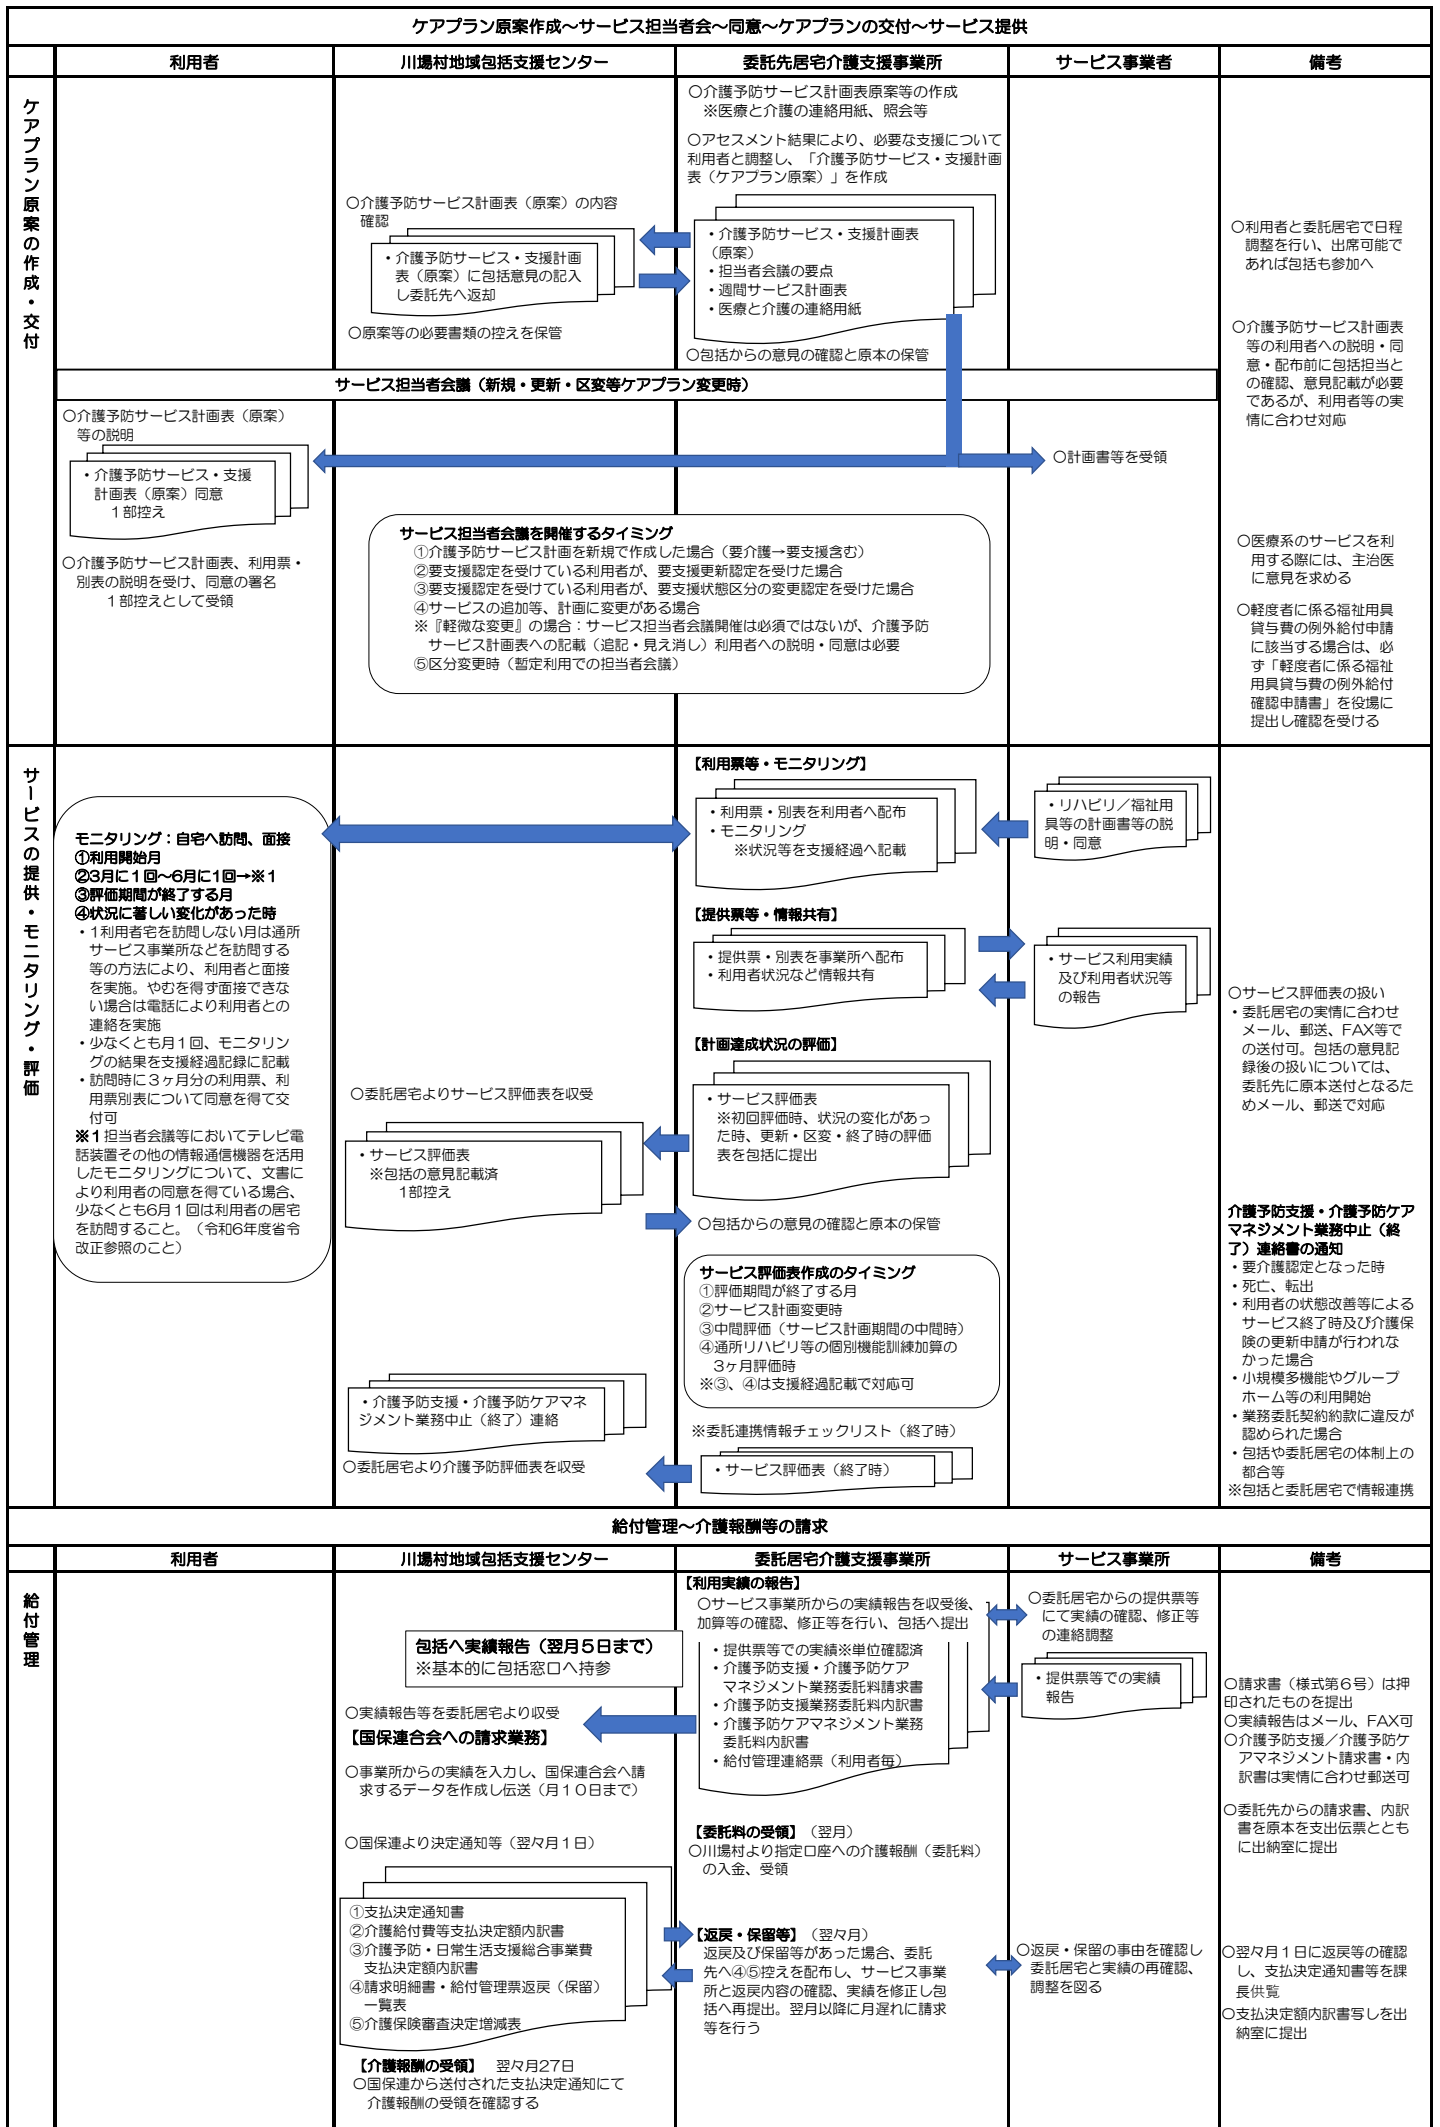 ケアプラン原案作成～サービス担当者会～同意～ケアプランの交付～サービス提供
利用者
川場村地域包括支援センター
委託先居宅介護支援事業所
サービス事業者
備考
ケアプラン原案の作成・交付
〇介護予防サービス計画表（原案）の内容
確認
・介護予防サービス・支援計画
表（原案）に包括意見の記入
し委託先へ返却
〇原案等の必要書類の控えを保管
〇介護予防サービス計画表原案等の作成
※医療と介護の連絡用紙、照会等
〇アセスメント結果により、必要な支援について
利用者と調整し、「介護予防サービス・支援計画
表（ケアプラン原案）」を作成
・介護予防サービス・支援計画表
（原案）
・担当者会議の要点
・週間サービス計画表
・医療と介護の連絡用紙
〇包括からの意見の確認と原本の保管
〇利用者と委託居宅で日程
調整を行い、出席可能で
あれば包括も参加へ
〇介護予防サービス計画表
等の利用者への説明・同
意・配布前に包括担当と
の確認、意見記載が必要
であるが、利用者等の実
情に合わせ対応
サービス担当者会議（新規・更新・区変等ケアプラン変更時）
〇介護予防サービス計画表（原案）
等の説明
・介護予防サービス・支援
計画表（原案）同意
１部控え
〇介護予防サービス計画表、利用票・
別表の説明を受け、同意の署名
１部控えとして受領
〇計画書等を受領
サービス担当者会議を開催するタイミング
①介護予防サービス計画を新規で作成した場合（要介護→要支援含む）
②要支援認定を受けている利用者が、要支援更新認定を受けた場合
③要支援認定を受けている利用者が、要支援状態区分の変更認定を受けた場合
④サービスの追加等、計画に変更がある場合
※『軽微な変更』の場合：サービス担当者会議開催は必須ではないが、介護予防
サービス計画表への記載（追記・見え消し）利用者への説明・同意は必要
⑤区分変更時（暫定利用での担当者会議）
〇医療系のサービスを利
用する際には、主治医
に意見を求める
〇軽度者に係る福祉用具
貸与費の例外給付申請
に該当する場合は、必
ず「軽度者に係る福祉
用具貸与費の例外給付
確認申請書」を役場に
提出し確認を受ける
サービスの提供・モニタリング・評価
モニタリング：自宅へ訪問、面接
①利用開始月
②3月に１回～6月に1回→※１
③評価期間が終了する月
④状況に著しい変化があった時
・1利用者宅を訪問しない月は通所
サービス事業所などを訪問する
等の方法により、利用者と面接
を実施。やむを得ず面接できな
い場合は電話により利用者との
連絡を実施
・少なくとも月１回、モニタリン
グの結果を支援経過記録に記載
・訪問時に３ヶ月分の利用票、利
用票別表について同意を得て交
付可
※１担当者会議等においてテレビ電
話装置その他の情報通信機器を活用
したモニタリングについて、文書に
より利用者の同意を得ている場合、
少なくとも6月１回は利用者の居宅
を訪問すること。（令和6年度省令
改正参照のこと）
【利用票等・モニタリング】
・利用票・別表を利用者へ配布
・モニタリング
※状況等を支援経過へ記載
・リハビリ／福祉用
具等の計画書等の説
明・同意
【提供票等・情報共有】
・提供票・別表を事業所へ配布
・利用者状況など情報共有
・サービス利用実績
及び利用者状況等
の報告
【計画達成状況の評価】
・サービス評価表
※初回評価時、状況の変化があっ
た時、更新・区変・終了時の評価
表を包括に提出
〇委託居宅よりサービス評価表を収受
・サービス評価表
※包括の意見記載済
1部控え
〇包括からの意見の確認と原本の保管
サービス評価表作成のタイミング
①評価期間が終了する月
②サービス計画変更時
③中間評価（サービス計画期間の中間時）
④通所リハビリ等の個別機能訓練加算の
3ヶ月評価時
※③、④は支援経過記載で対応可
・介護予防支援・介護予防ケアマネ
ジメント業務中止（終了）連絡
〇委託居宅より介護予防評価表を収受
※委託連携情報チェックリスト（終了時）
・サービス評価表（終了時）
〇サービス評価表の扱い
・委託居宅の実情に合わせ
メール、郵送、FAX等で
の送付可。包括の意見記
録後の扱いについては、
委託先に原本送付となるた
めメール、郵送で対応
介護予防支援・介護予防ケア
マネジメント業務中止（終
了）連絡書の通知
・要介護認定となった時
・死亡、転出
・利用者の状態改善等による
サービス終了時及び介護保
険の更新申請が行われな
かった場合
・小規模多機能やグループ
ホーム等の利用開始
・業務委託契約約款に違反が
認められた場合
・包括や委託居宅の体制上の
都合等
※包括と委託居宅で情報連携
給付管理～介護報酬等の請求
利用者
川場村地域包括支援センター
委託居宅介護支援事業所
サービス事業所
備考
給付管理
包括へ実績報告（翌月５日まで）
※基本的に包括窓口へ持参
〇実績報告等を委託居宅より収受
【国保連合会への請求業務】
〇事業所からの実績を入力し、国保連合会へ請
求するデータを作成し伝送（月１０日まで）
〇国保連より決定通知等（翌々月１日）
①支払決定通知書
②介護給付費等支払決定額内訳書
③介護予防・日常生活支援総合事業費
支払決定額内訳書
④請求明細書・給付管理票返戻（保留）
一覧表
⑤介護保険審査決定増減表
【介護報酬の受領】　翌々月27日
〇国保連から送付された支払決定通知にて
介護報酬の受領を確認する
【利用実績の報告】
〇サービス事業所からの実績報告を収受後、
加算等の確認、修正等を行い、包括へ提出
・提供票等での実績※単位確認済
・介護予防支援・介護予防ケア
マネジメント業務委託料請求書
・介護予防支援業務委託料内訳書
・介護予防ケアマネジメント業務
委託料内訳書
・給付管理連絡票（利用者毎）
【委託料の受領】（翌月）
〇川場村より指定口座への介護報酬（委託料）
の入金、受領
【返戻・保留等】（翌々月）
返戻及び保留等があった場合、委託
先へ④⑤控えを配布し、サービス事業
所と返戻内容の確認、実績を修正し包
括へ再提出。翌月以降に月遅れに請求
等を行う
〇委託居宅からの提供票等
にて実績の確認、修正等
の連絡調整
・提供票等での実績
報告
〇返戻・保留の事由を確認し
委託居宅と実績の再確認、
調整を図る
〇請求書（様式第６号）は押
印されたものを提出
〇実績報告はメール、FAX可
〇介護予防支援／介護予防ケ
アマネジメント請求書・内
訳書は実情に合わせ郵送可
〇委託先からの請求書、内訳
書を原本を支出伝票ととも
に出納室に提出
〇翌々月１日に返戻等の確認
し、支払決定通知書等を課
長供覧
〇支払決定額内訳書写しを出
納室に提出